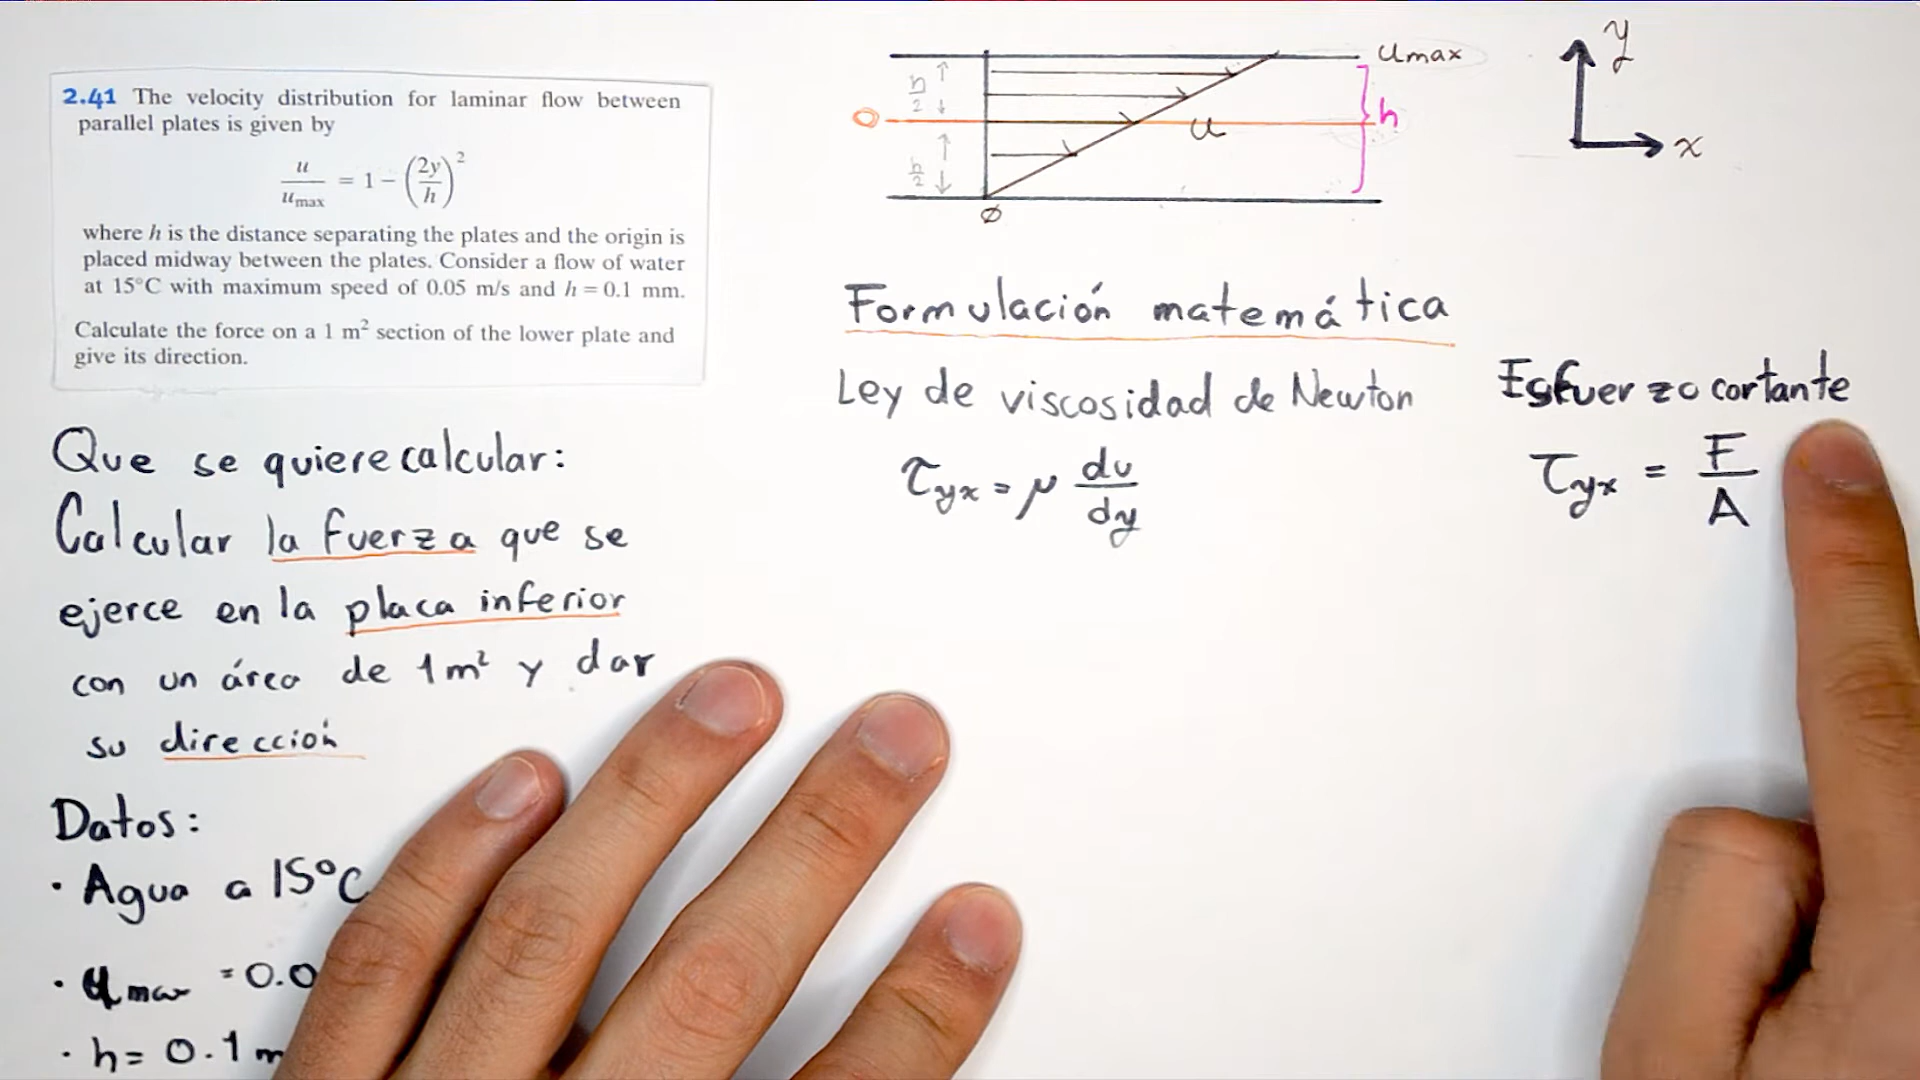 2.41 The velocity distribution for laminar flow between
parallel plates is given by
u/u_max = 1 − (2y/h)²
where h is the distance separating the plates and the origin is
placed midway between the plates. Consider a flow of water
at 15°C with maximum speed of 0.05 m/s and h = 0.1 mm.
Calculate the force on a 1 m² section of the lower plate and
give its direction.
Que se quiere calcular:
Calcular la fuerza que se
ejerce en la placa inferior
con un área de 1m² y dar
su dirección
Datos:
· Agua a 15°C
· umax = 0.0
· h = 0.1 m
umax
h/2
O
u
h
h/2
∅
y
x
Formulación matemática
Ley de viscosidad de Newton
τyx = μ du/dy
Esfuerzo cortante
τyx = F/A